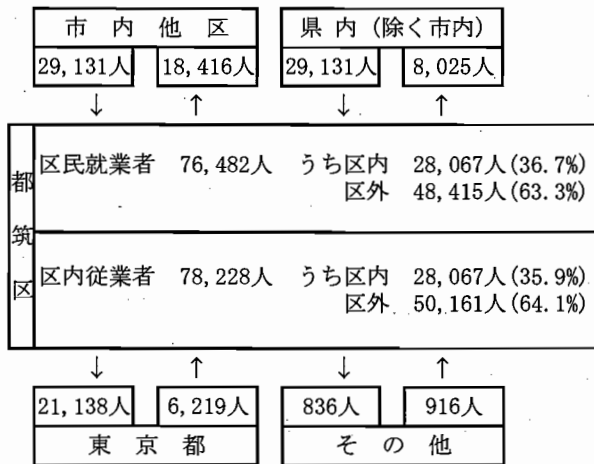 市内他区
29,131人 18,416人
県内(除く市内)
29,131人 8,025人
↓ ↑ ↓ ↑
都筑区
区民就業者 76,482人 うち区内 28,067人(36.7%)
区外 48,415人(63.3%)
区内従業者 78,228人 うち区内 28,067人(35.9%)
区外 50,161人(64.1%)
↓ ↑ ↓ ↑
21,138人 6,219人
東京都
836人 916人
その他